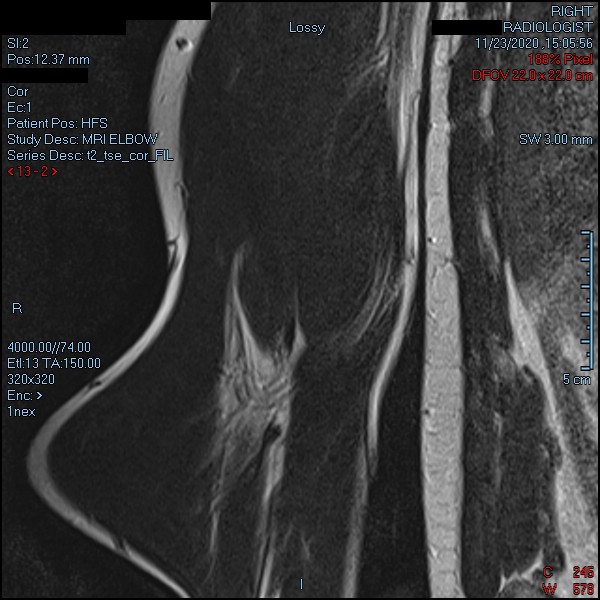 Lossy
RIGHT
RADIOLOGIST
11/23/2020 ,15:05:56
188% Pixel
DFOV 22.0 x 22.0 cm
SI:2
Pos:12.37 mm
Cor
Ec:1
Patient Pos: HFS
Study Desc: MRI ELBOW
Series Desc: t2_tse_cor_FIL
< 13 - 2 >
SW 3.00 mm
R
4000.00//74.00
Etl:13 TA:150.00
320x320
Enc: >
1nex
5 cm
I
C 245
W 578